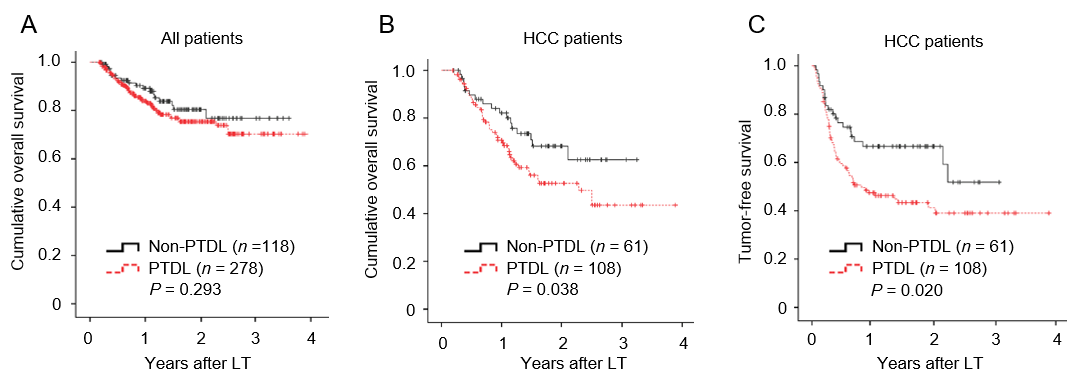 A
All patients
Cumulative overall survival
1.0
0.8
0.6
0.4
0.2
0
Non-PTDL (n =118)
PTDL (n = 278)
P = 0.293
0 1 2 3 4
Years after LT
B
HCC patients
Cumulative overall survival
1.0
0.8
0.6
0.4
0.2
0
Non-PTDL (n = 61)
PTDL (n = 108)
P = 0.038
0 1 2 3 4
Years after LT
C
HCC patients
Tumor-free survival
1.0
0.8
0.6
0.4
0.2
0
Non-PTDL (n = 61)
PTDL (n = 108)
P = 0.020
0 1 2 3 4
Years after LT